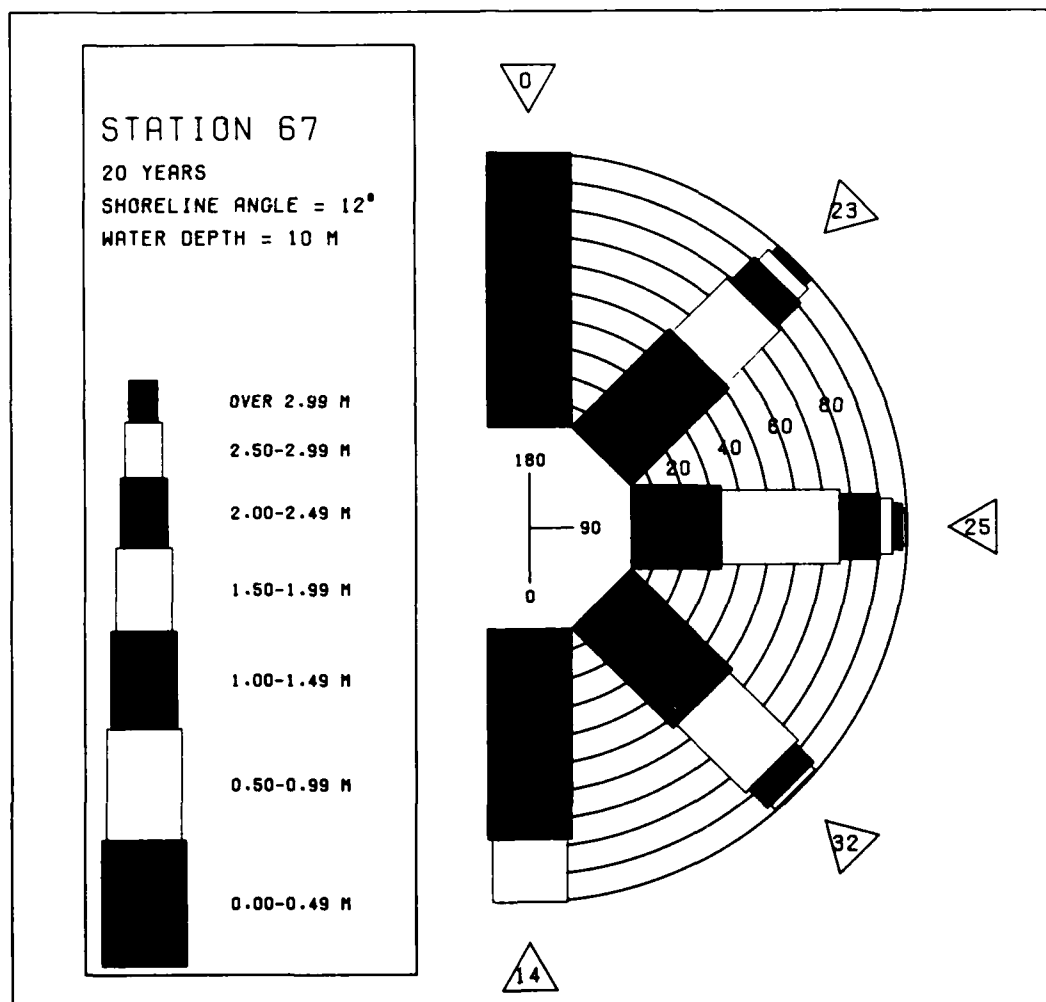 STATION 67
20 YEARS
SHORELINE ANGLE = 12°
WATER DEPTH = 10 M
OVER 2.99 M
2.50-2.99 M
2.00-2.49 M
1.50-1.99 M
1.00-1.49 M
0.50-0.99 M
0.00-0.49 M
0
23
80
60
40
20
180
90
0
25
32
14